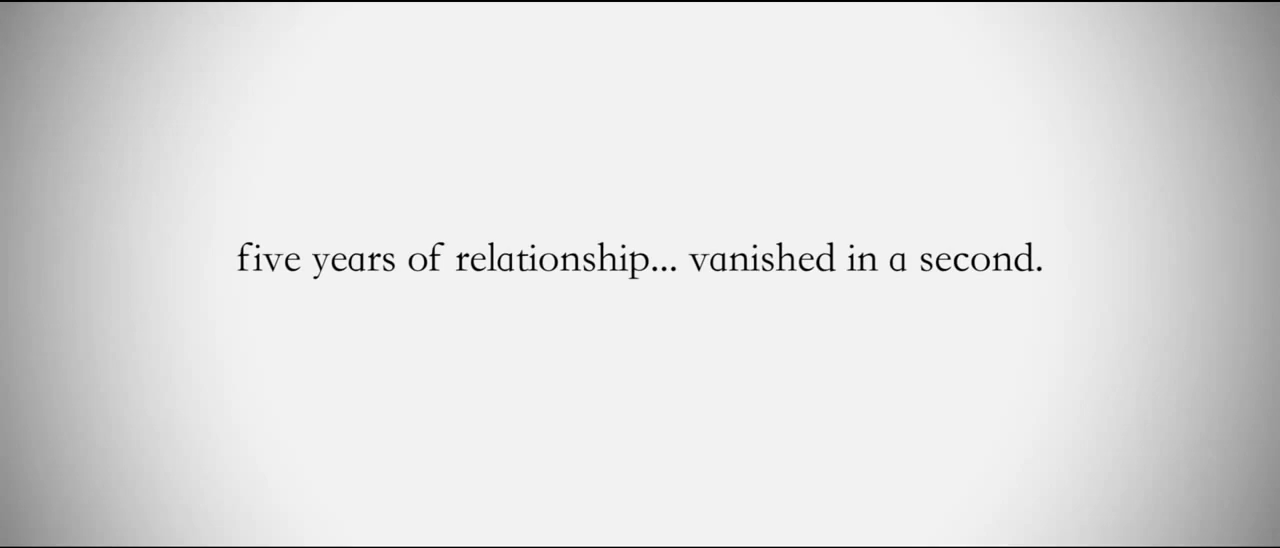 five years of relationship... vanished in a second.